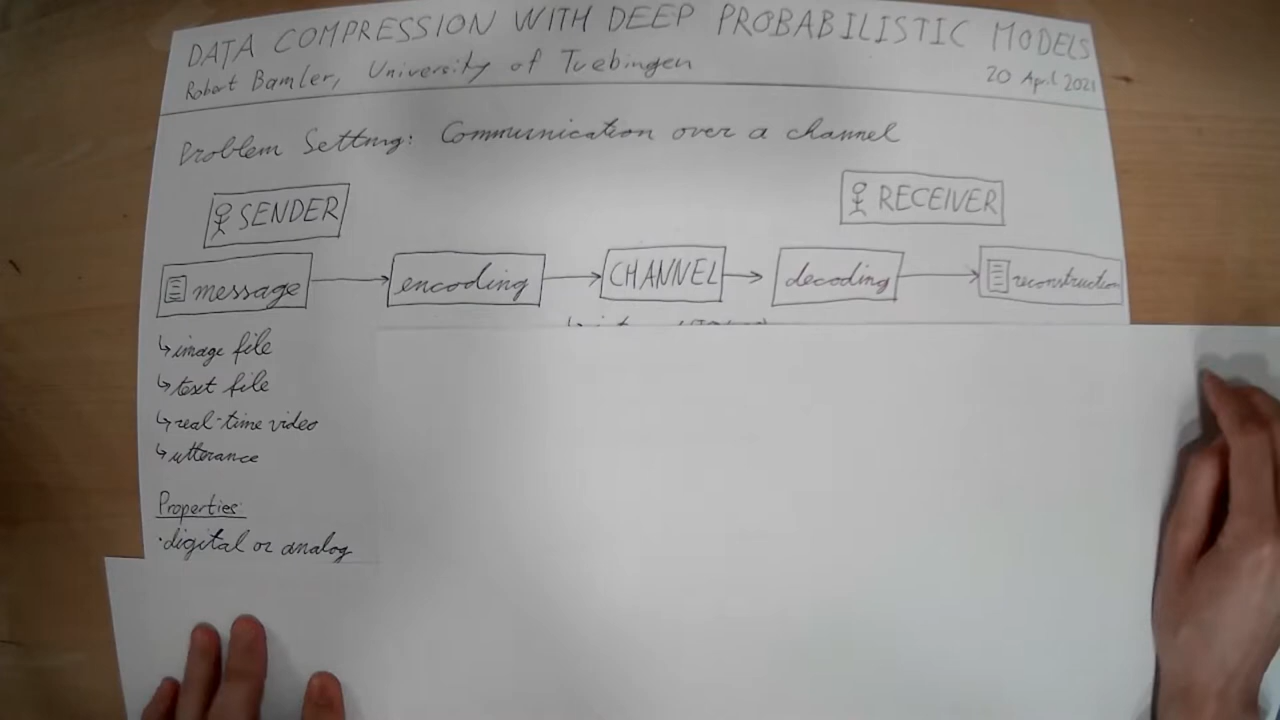 DATA COMPRESSION WITH DEEP PROBABILISTIC MODELS
Robert Bamler, University of Tuebingen
20 April 2021
Problem Setting: Communication over a channel
SENDER
RECEIVER
message
encoding
CHANNEL
decoding
reconstruction
↳ image file
↳ text file
↳ real-time video
↳ utterance
Properties:
· digital or analog